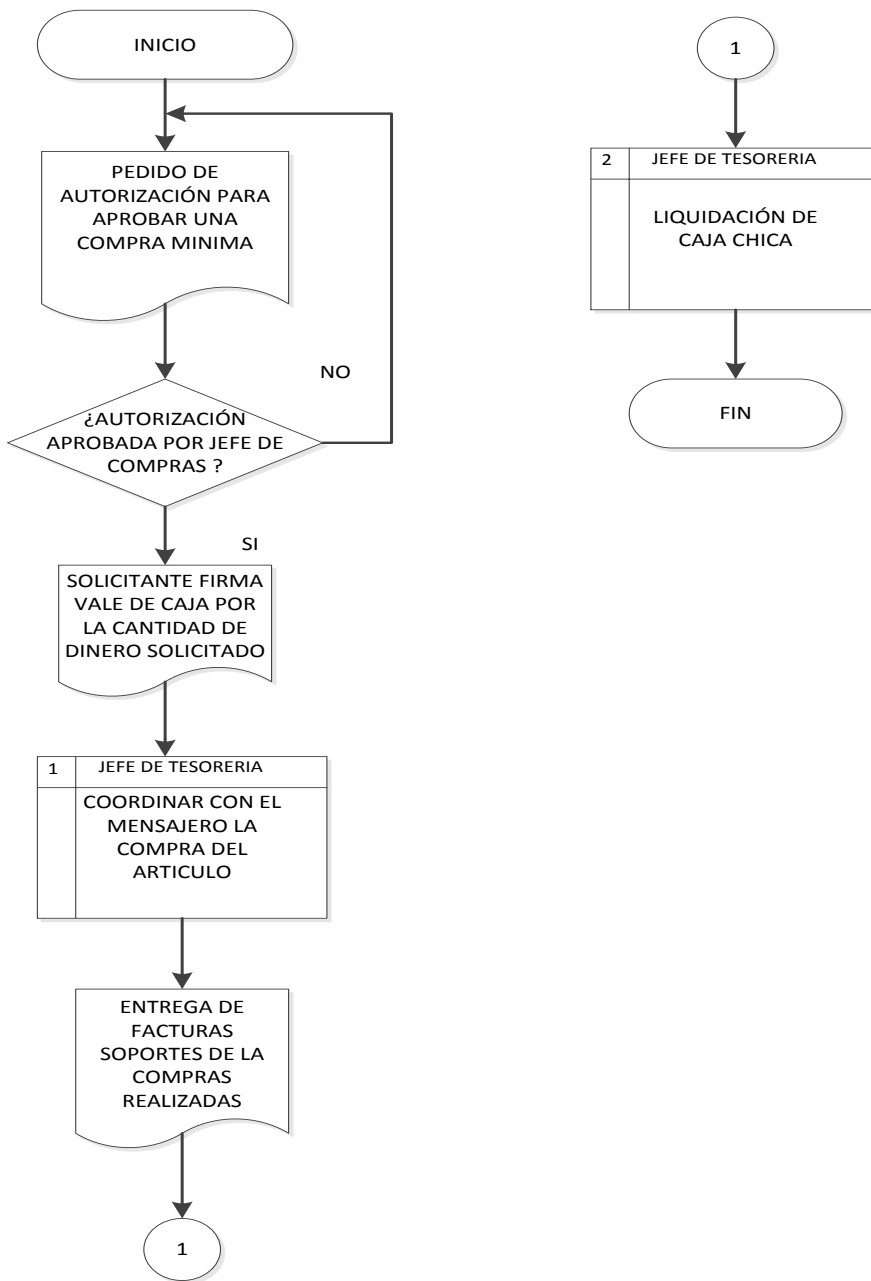 INICIO
PEDIDO DE
AUTORIZACIÓN PARA
APROBAR UNA
COMPRA MINIMA
NO
¿AUTORIZACIÓN
APROBADA POR JEFE DE
COMPRAS ?
SI
SOLICITANTE FIRMA
VALE DE CAJA POR
LA CANTIDAD DE
DINERO SOLICITADO
1 JEFE DE TESORERIA
COORDINAR CON EL
MENSAJERO LA
COMPRA DEL
ARTICULO
ENTREGA DE
FACTURAS
SOPORTES DE LA
COMPRAS
REALIZADAS
1
1
2 JEFE DE TESORERIA
LIQUIDACIÓN DE
CAJA CHICA
FIN